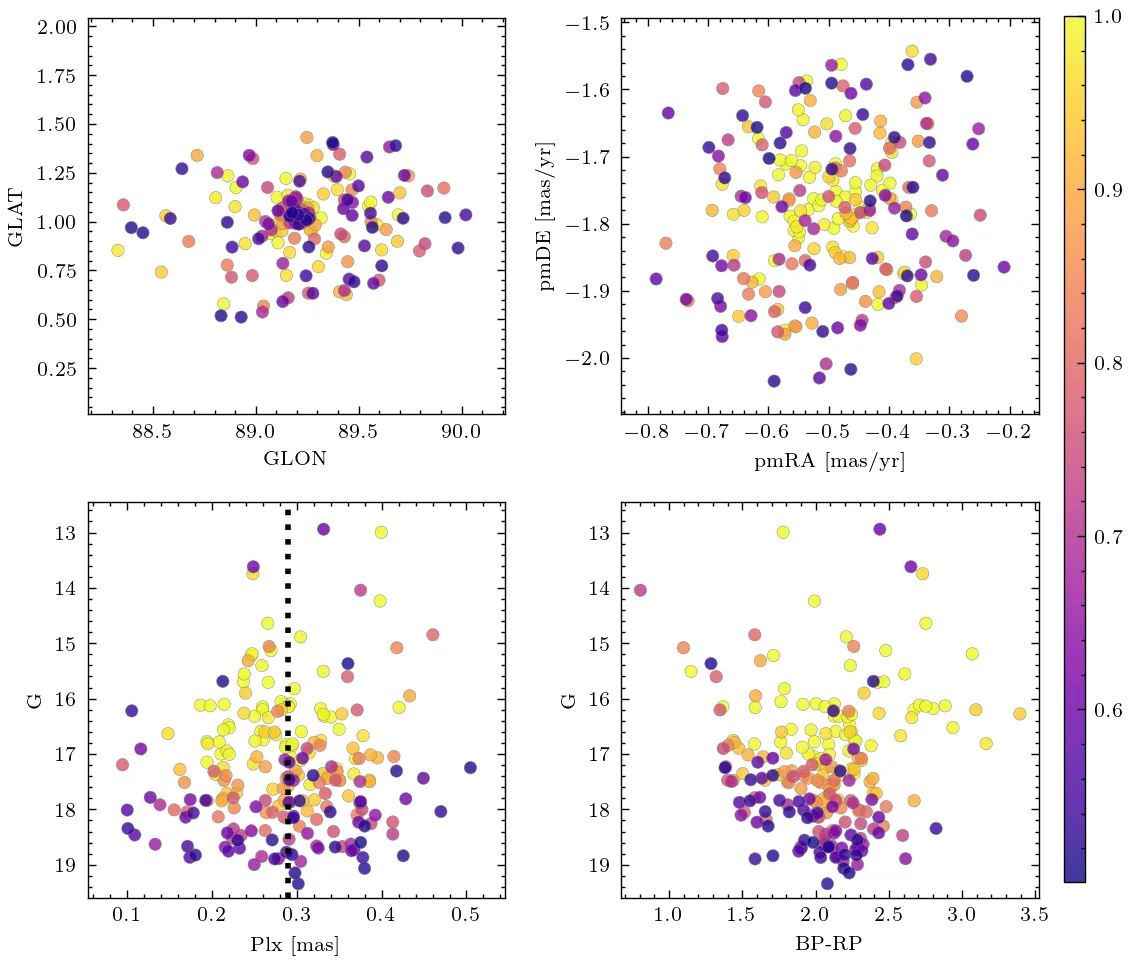 2.00
1.75
1.50
1.25
1.00
0.75
0.50
0.25
GLAT
88.5 89.0 89.5 90.0
GLON
−1.5
−1.6
−1.7
−1.8
−1.9
−2.0
pmDE [mas/yr]
−0.8 −0.7 −0.6 −0.5 −0.4 −0.3 −0.2
pmRA [mas/yr]
13
14
15
16
17
18
19
G
0.1 0.2 0.3 0.4 0.5
Plx [mas]
13
14
15
16
17
18
19
G
1.0 1.5 2.0 2.5 3.0 3.5
BP-RP
1.0
0.9
0.8
0.7
0.6